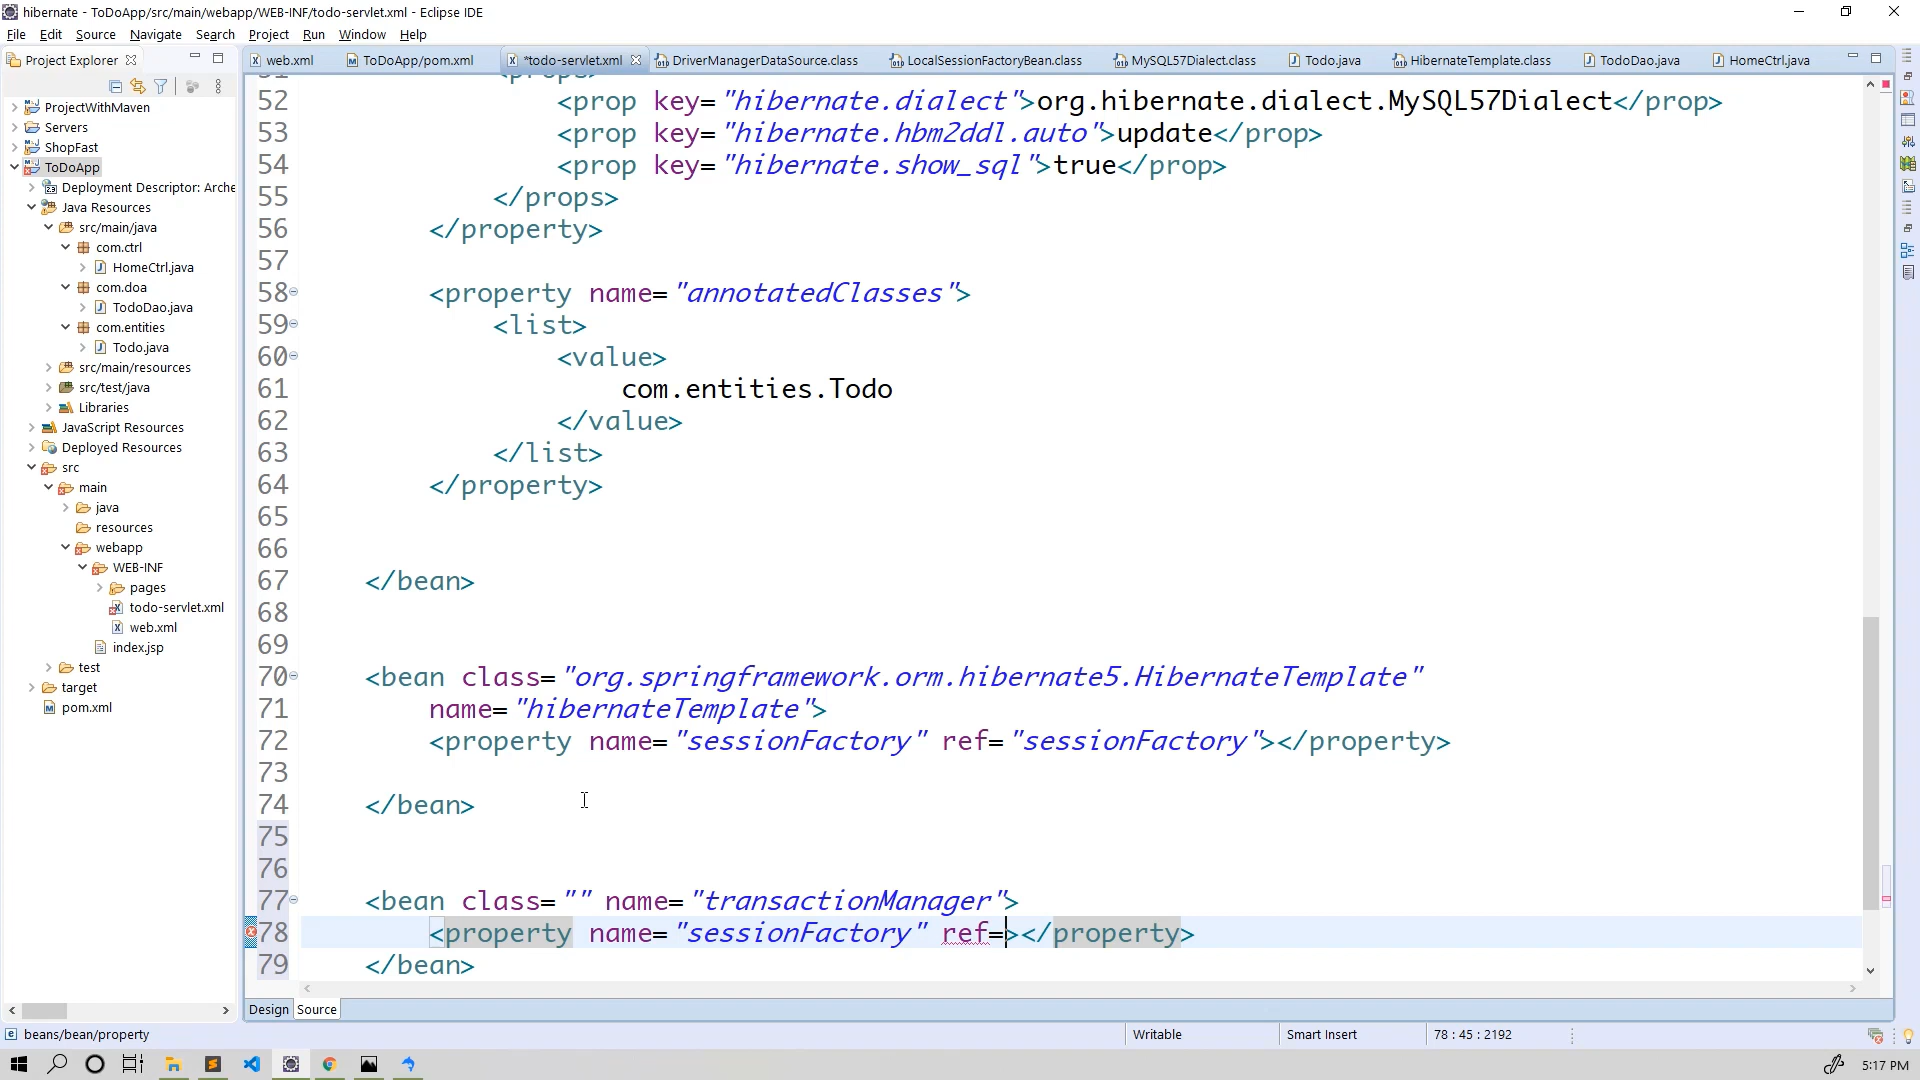 hibernate - ToDoApp/src/main/webapp/WEB-INF/todo-servlet.xml - Eclipse IDE
File Edit Source Navigate Search Project Run Window Help
Project Explorer
web.xml
ToDoApp/pom.xml
*todo-servlet.xml
DriverManagerDataSource.class
LocalSessionFactoryBean.class
MySQL57Dialect.class
Todo.java
HibernateTemplate.class
TodoDao.java
HomeCtrl.java
ProjectWithMaven
Servers
ShopFast
ToDoApp
Deployment Descriptor: Arche
Java Resources
src/main/java
com.ctrl
HomeCtrl.java
com.doa
TodoDao.java
com.entities
Todo.java
src/main/resources
src/test/java
Libraries
JavaScript Resources
Deployed Resources
src
main
java
resources
webapp
WEB-INF
pages
todo-servlet.xml
web.xml
index.jsp
test
target
pom.xml
51 <props>
52 <prop key="hibernate.dialect">org.hibernate.dialect.MySQL57Dialect</prop>
53 <prop key="hibernate.hbm2ddl.auto">update</prop>
54 <prop key="hibernate.show_sql">true</prop>
55 </props>
56 </property>
57
58 <property name="annotatedClasses">
59 <list>
60 <value>
61 com.entities.Todo
62 </value>
63 </list>
64 </property>
65
66
67 </bean>
68
69
70 <bean class="org.springframework.orm.hibernate5.HibernateTemplate"
71 name="hibernateTemplate">
72 <property name="sessionFactory" ref="sessionFactory"></property>
73
74 </bean>
75
76
77 <bean class="" name="transactionManager">
78 <property name="sessionFactory" ref=></property>
79 </bean>
Design Source
beans/bean/property
Writable
Smart Insert
78 : 45 : 2192
5:17 PM